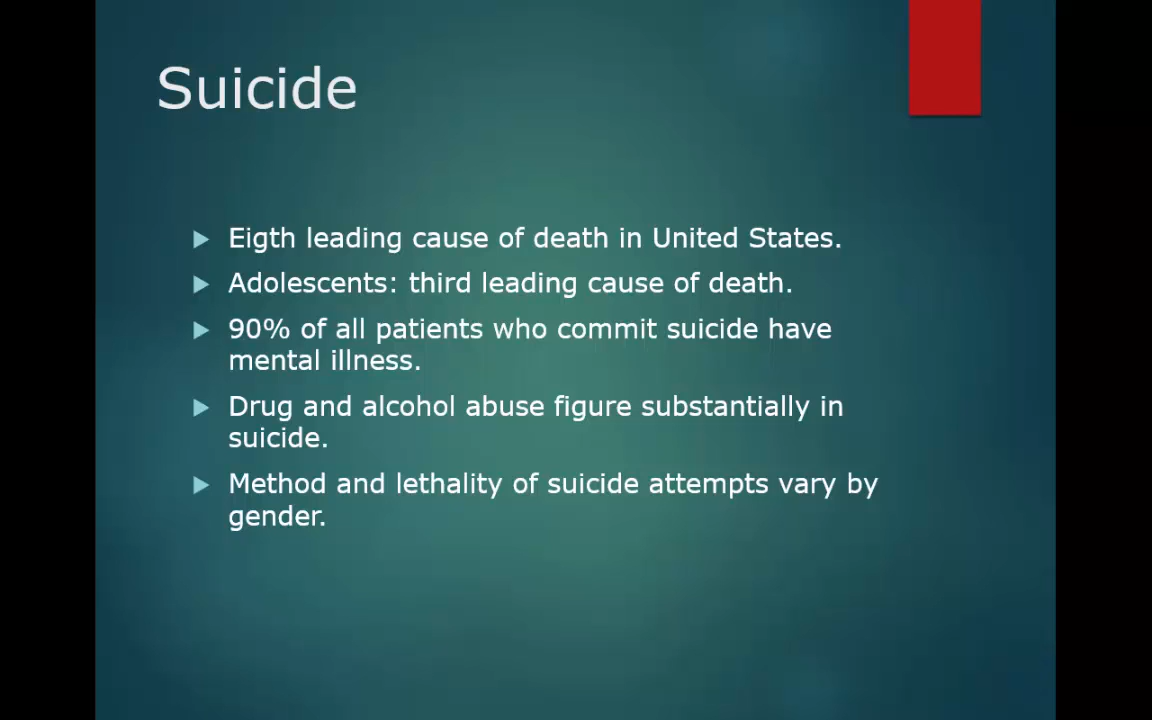 Suicide
Eigth leading cause of death in United States.
Adolescents: third leading cause of death.
90% of all patients who commit suicide have
mental illness.
Drug and alcohol abuse figure substantially in
suicide.
Method and lethality of suicide attempts vary by
gender.